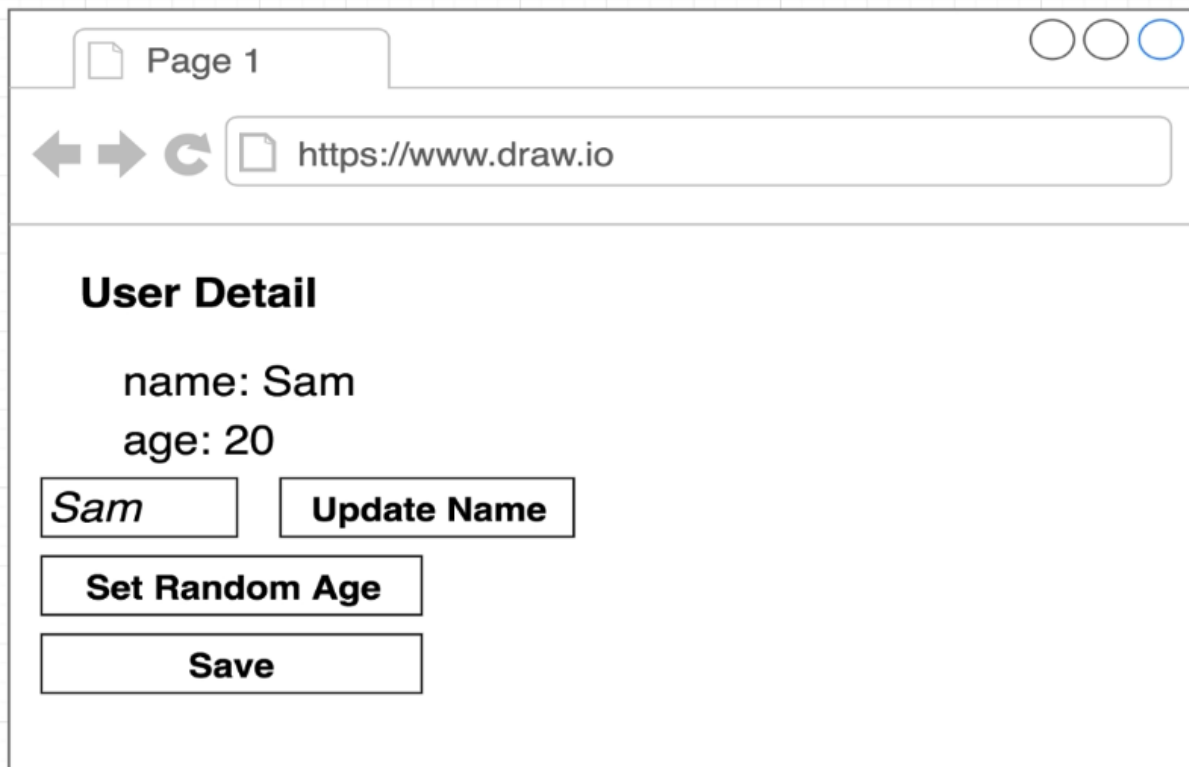 Page 1
https://www.draw.io
User Detail
name: Sam
age: 20
Sam Update Name
Set Random Age
Save